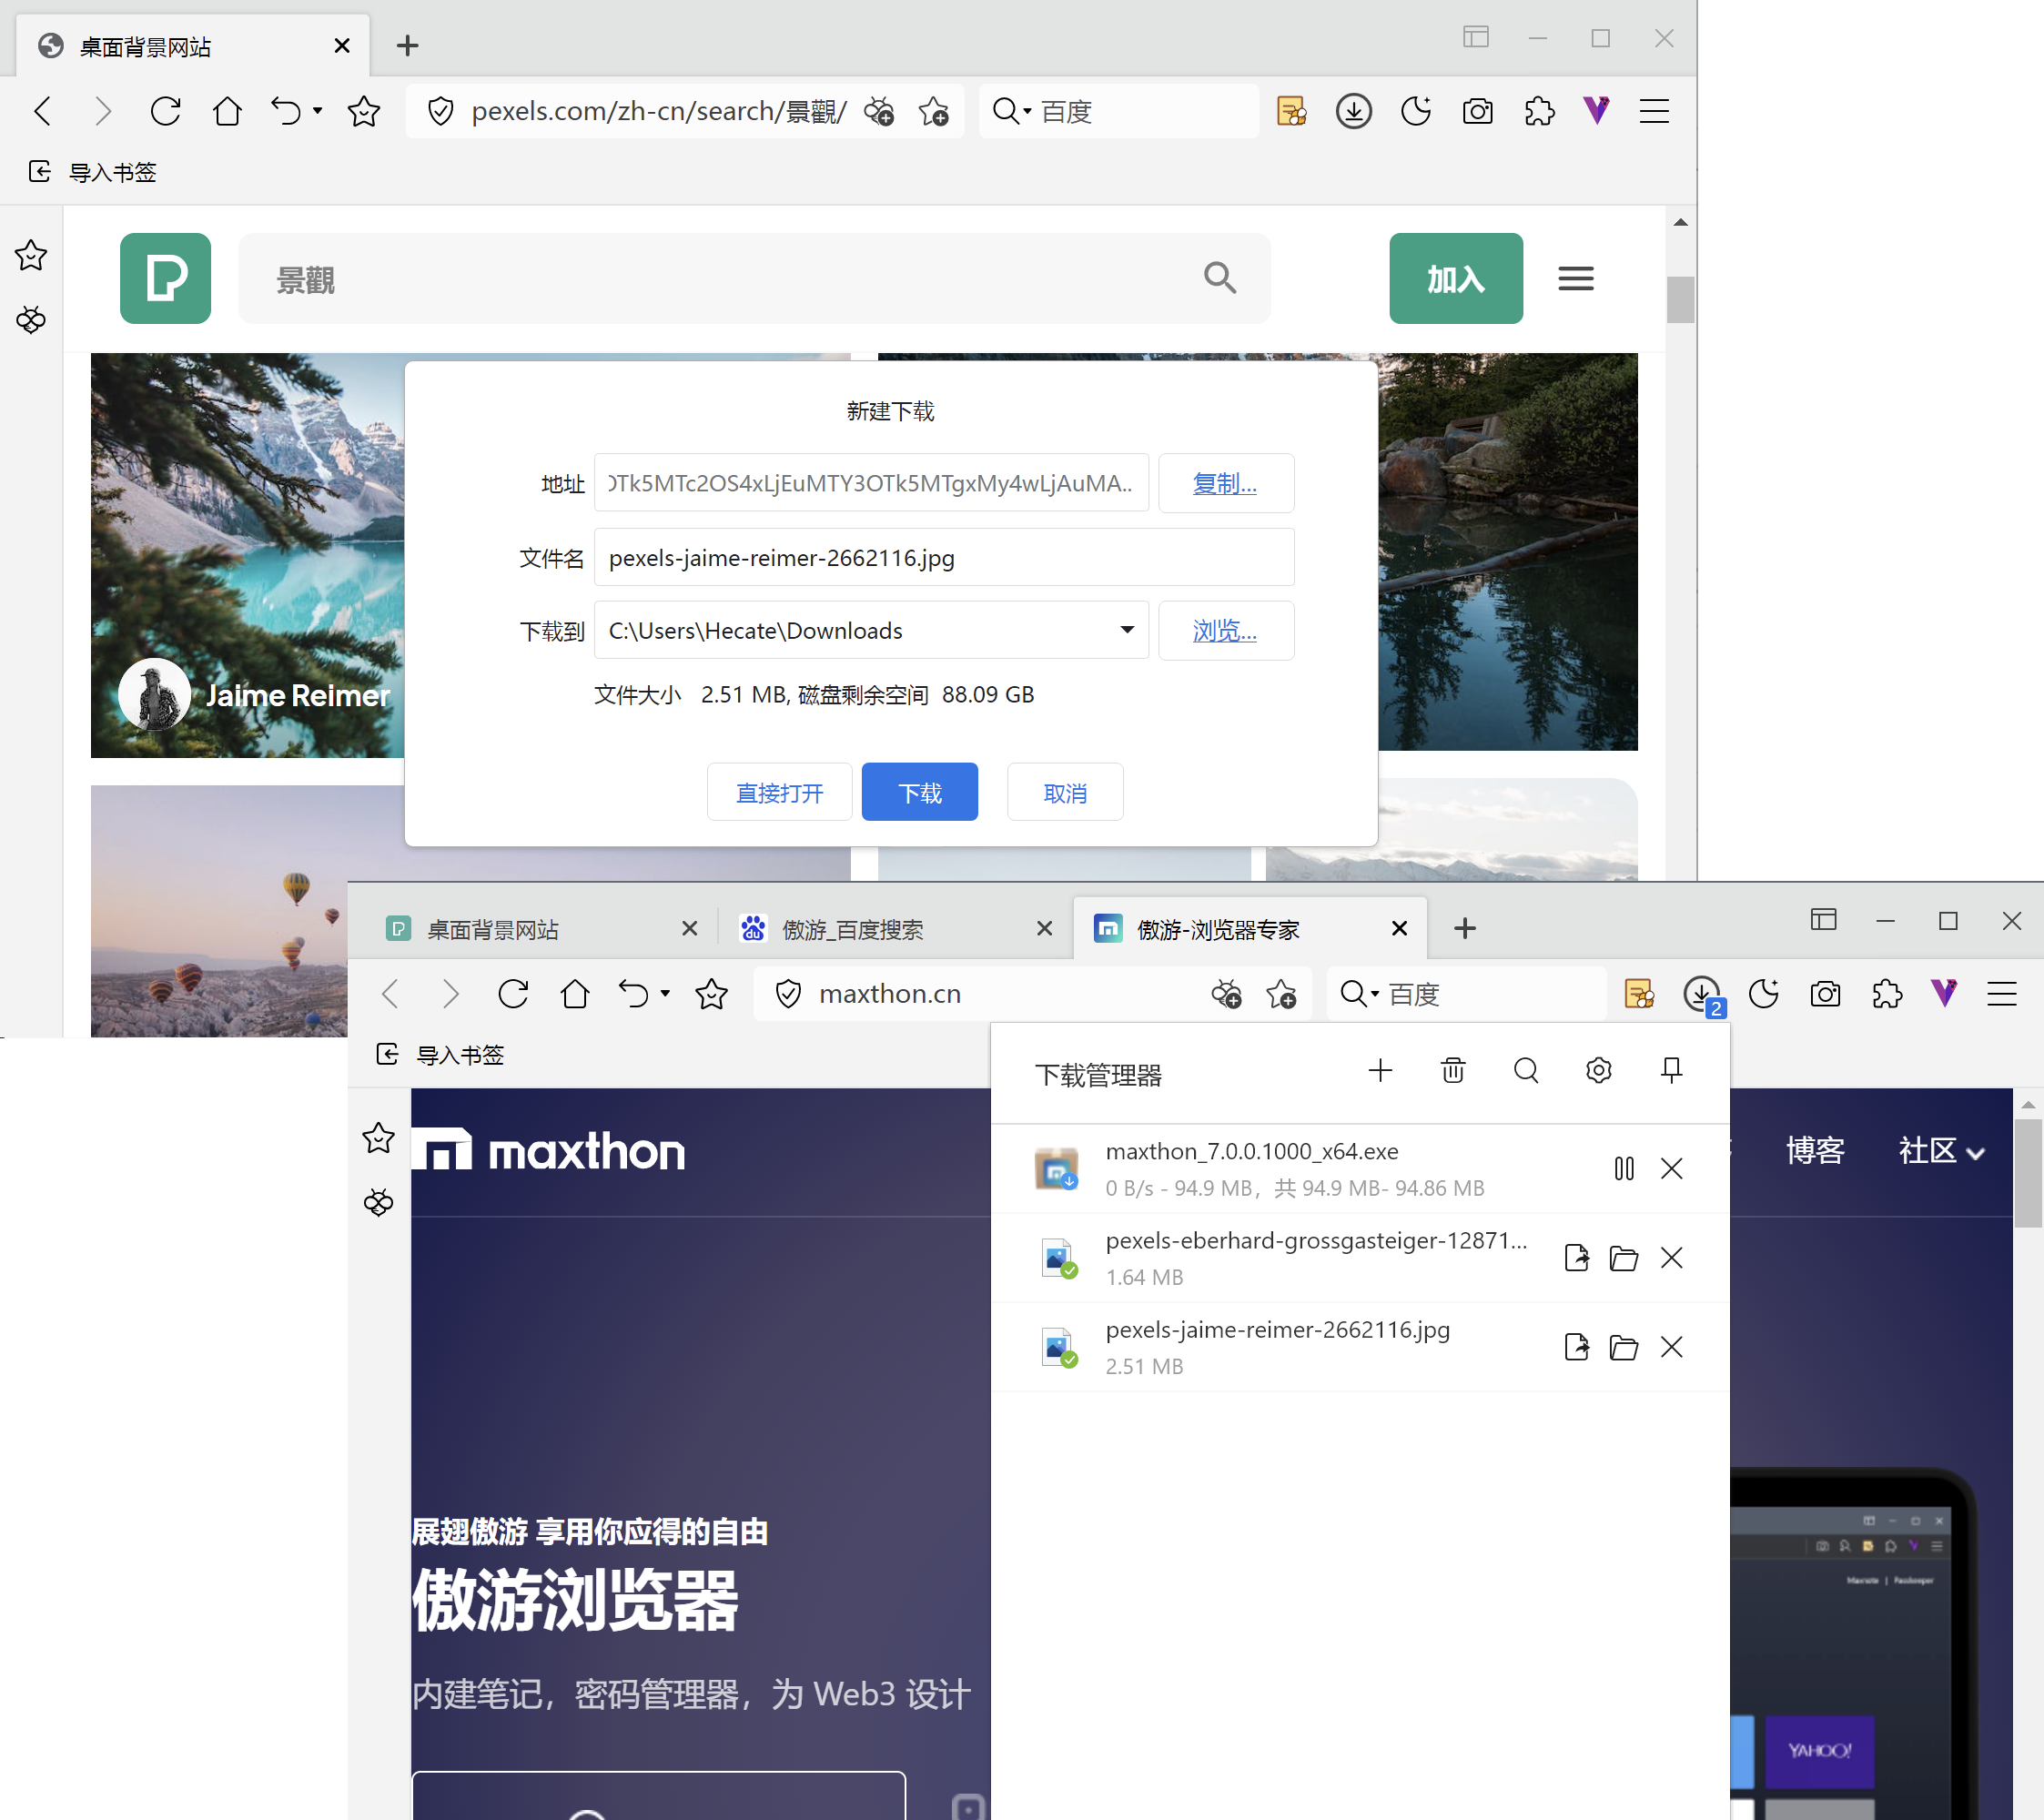 桌面背景网站
pexels.com/zh-cn/search/景觀/
百度
导入书签
景觀
加入
新建下载
地址 Tk5MTc2OS4xLjEuMTY3OTk5MTgxMy4wLjAuMA.. 复制...
文件名 pexels-jaime-reimer-2662116.jpg
下载到 C:\Users\Hecate\Downloads 浏览...
文件大小 2.51 MB, 磁盘剩余空间 88.09 GB
直接打开 下载 取消
Jaime Reimer
桌面背景网站 傲游_百度搜索 傲游-浏览器专家
maxthon.cn
百度
2
导入书签
下载管理器
maxthon_7.0.0.1000_x64.exe
0 B/s - 94.9 MB，共 94.9 MB- 94.86 MB
pexels-eberhard-grossgasteiger-12871...
1.64 MB
pexels-jaime-reimer-2662116.jpg
2.51 MB
maxthon
博客 社区
展翅傲游 享用你应得的自由
傲游浏览器
内建笔记，密码管理器，为 Web3 设计
Maxnote | Passkeeper
YAHOO!